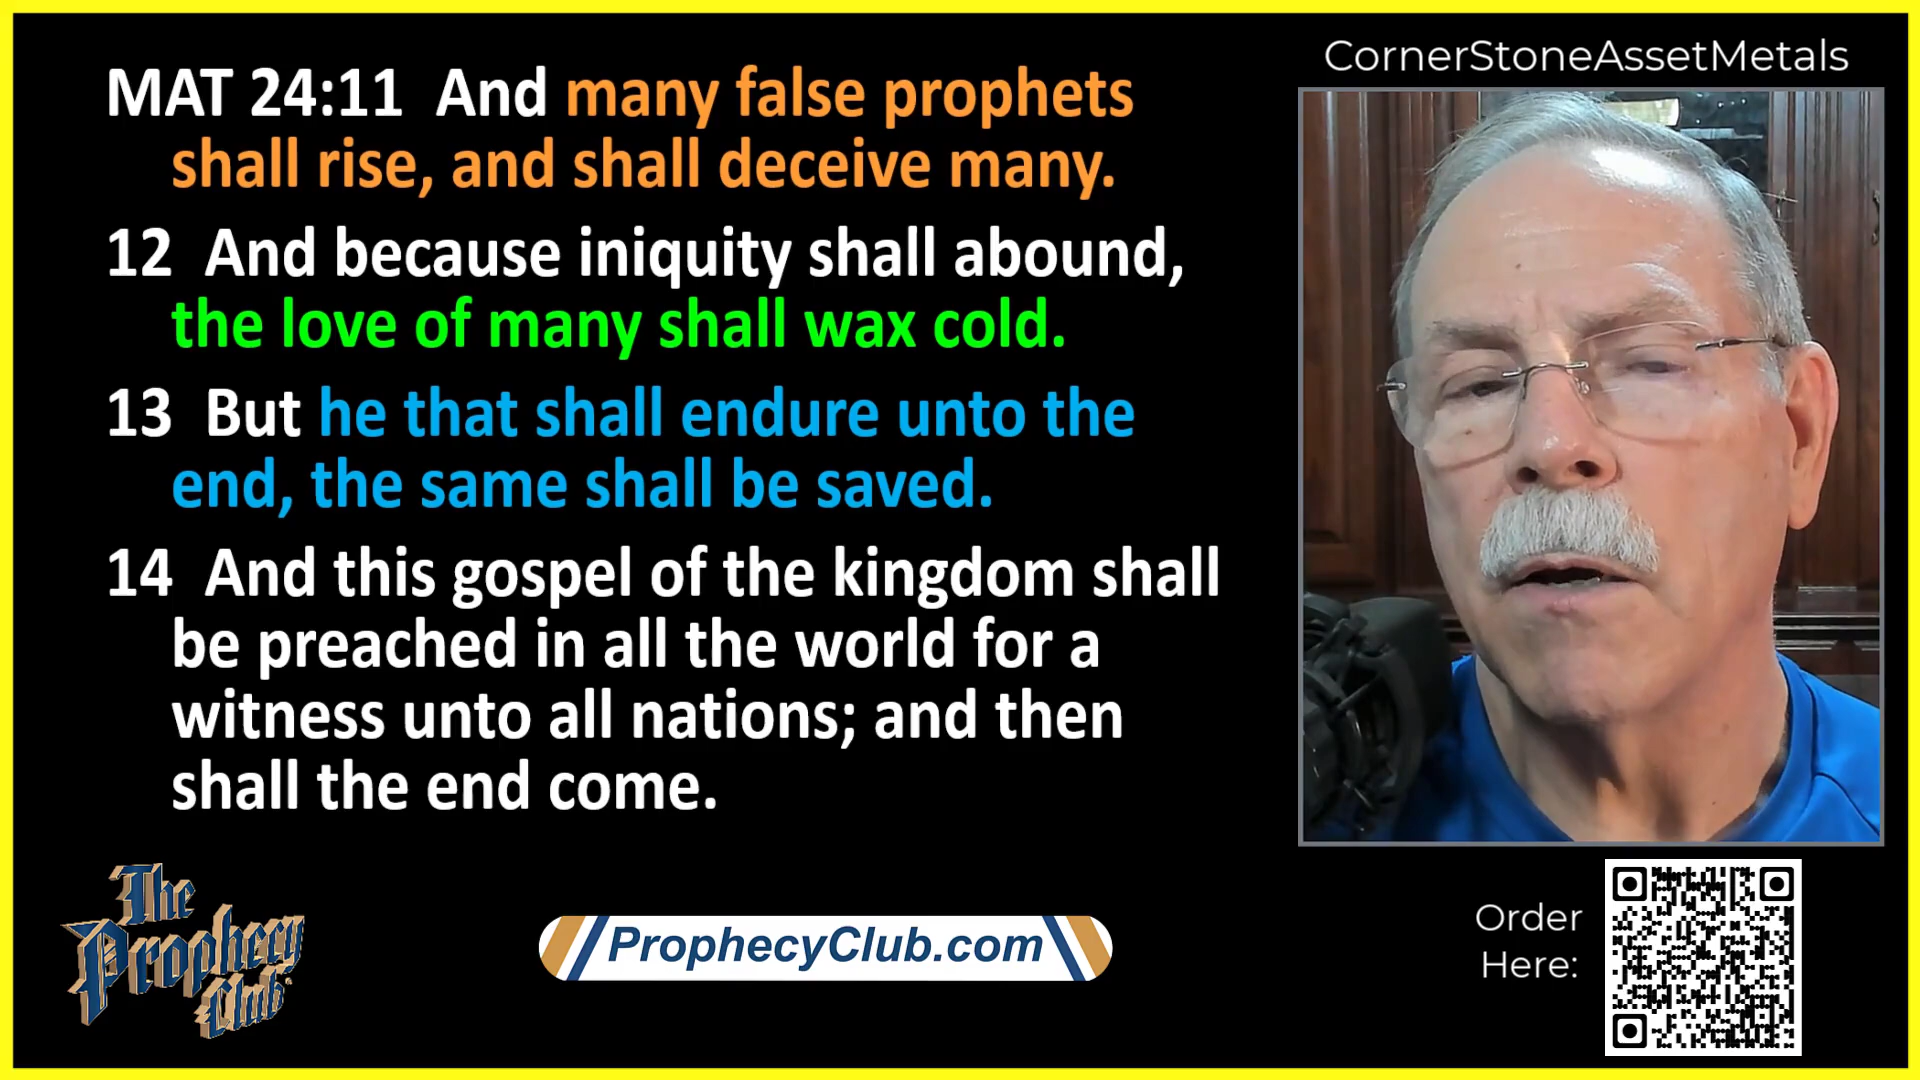 MAT 24:11 And many false prophets
shall rise, and shall deceive many.
12 And because iniquity shall abound,
the love of many shall wax cold.
13 But he that shall endure unto the
end, the same shall be saved.
14 And this gospel of the kingdom shall
be preached in all the world for a
witness unto all nations; and then
shall the end come.
CornerStoneAssetMetals
The
Prophecy
Club
ProphecyClub.com
Order
Here: